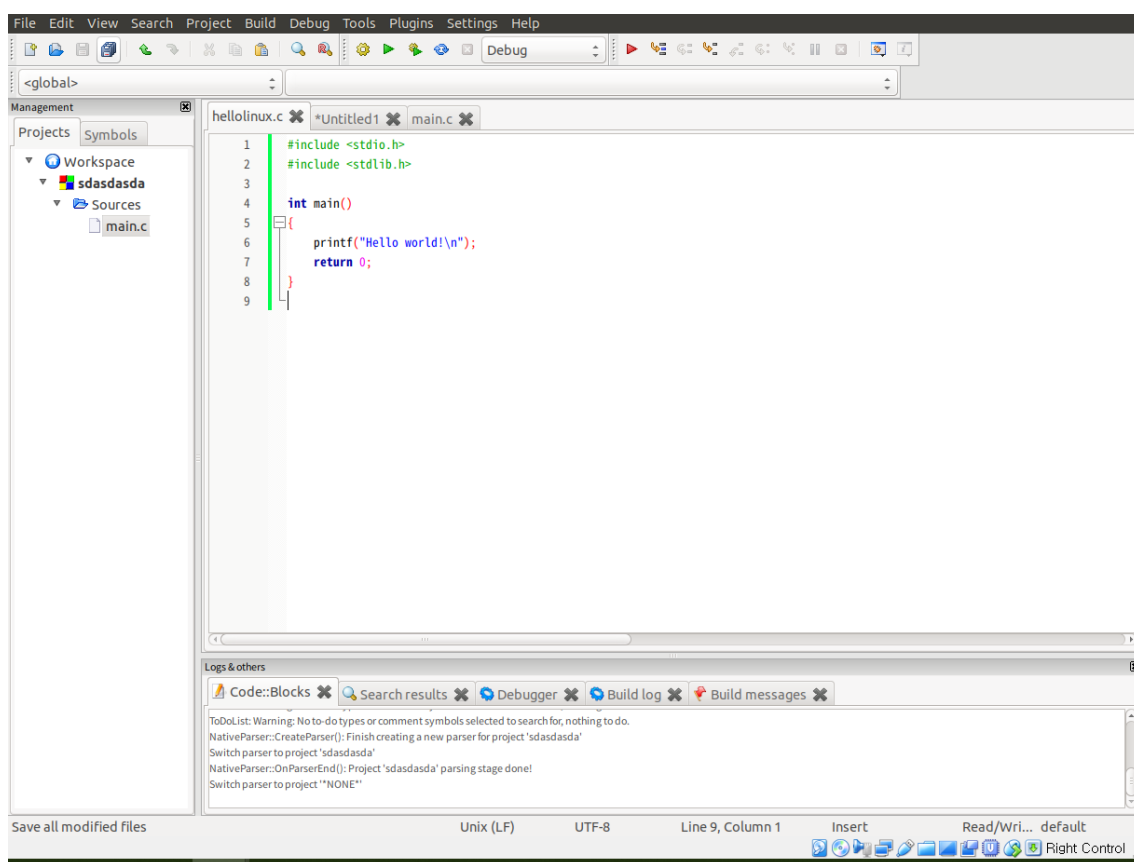 File Edit View Search Project Build Debug Tools Plugins Settings Help
Debug
<global>
Management
Projects Symbols
Workspace
sdasdasda
Sources
main.c
hellolinux.c *Untitled1 main.c
1 #include <stdio.h>
2 #include <stdlib.h>
3
4 int main()
5 {
6 printf("Hello world!\n");
7 return 0;
8 }
9
Logs & others
Code::Blocks Search results Debugger Build log Build messages
ToDoList: Warning: No to-do types or comment symbols selected to search for, nothing to do.
NativeParser::CreateParser(): Finish creating a new parser for project 'sdasdasda'
Switch parser to project 'sdasdasda'
NativeParser::OnParserEnd(): Project 'sdasdasda' parsing stage done!
Switch parser to project '*NONE*'
Save all modified files Unix (LF) UTF-8 Line 9, Column 1 Insert Read/Wri... default
Right Control